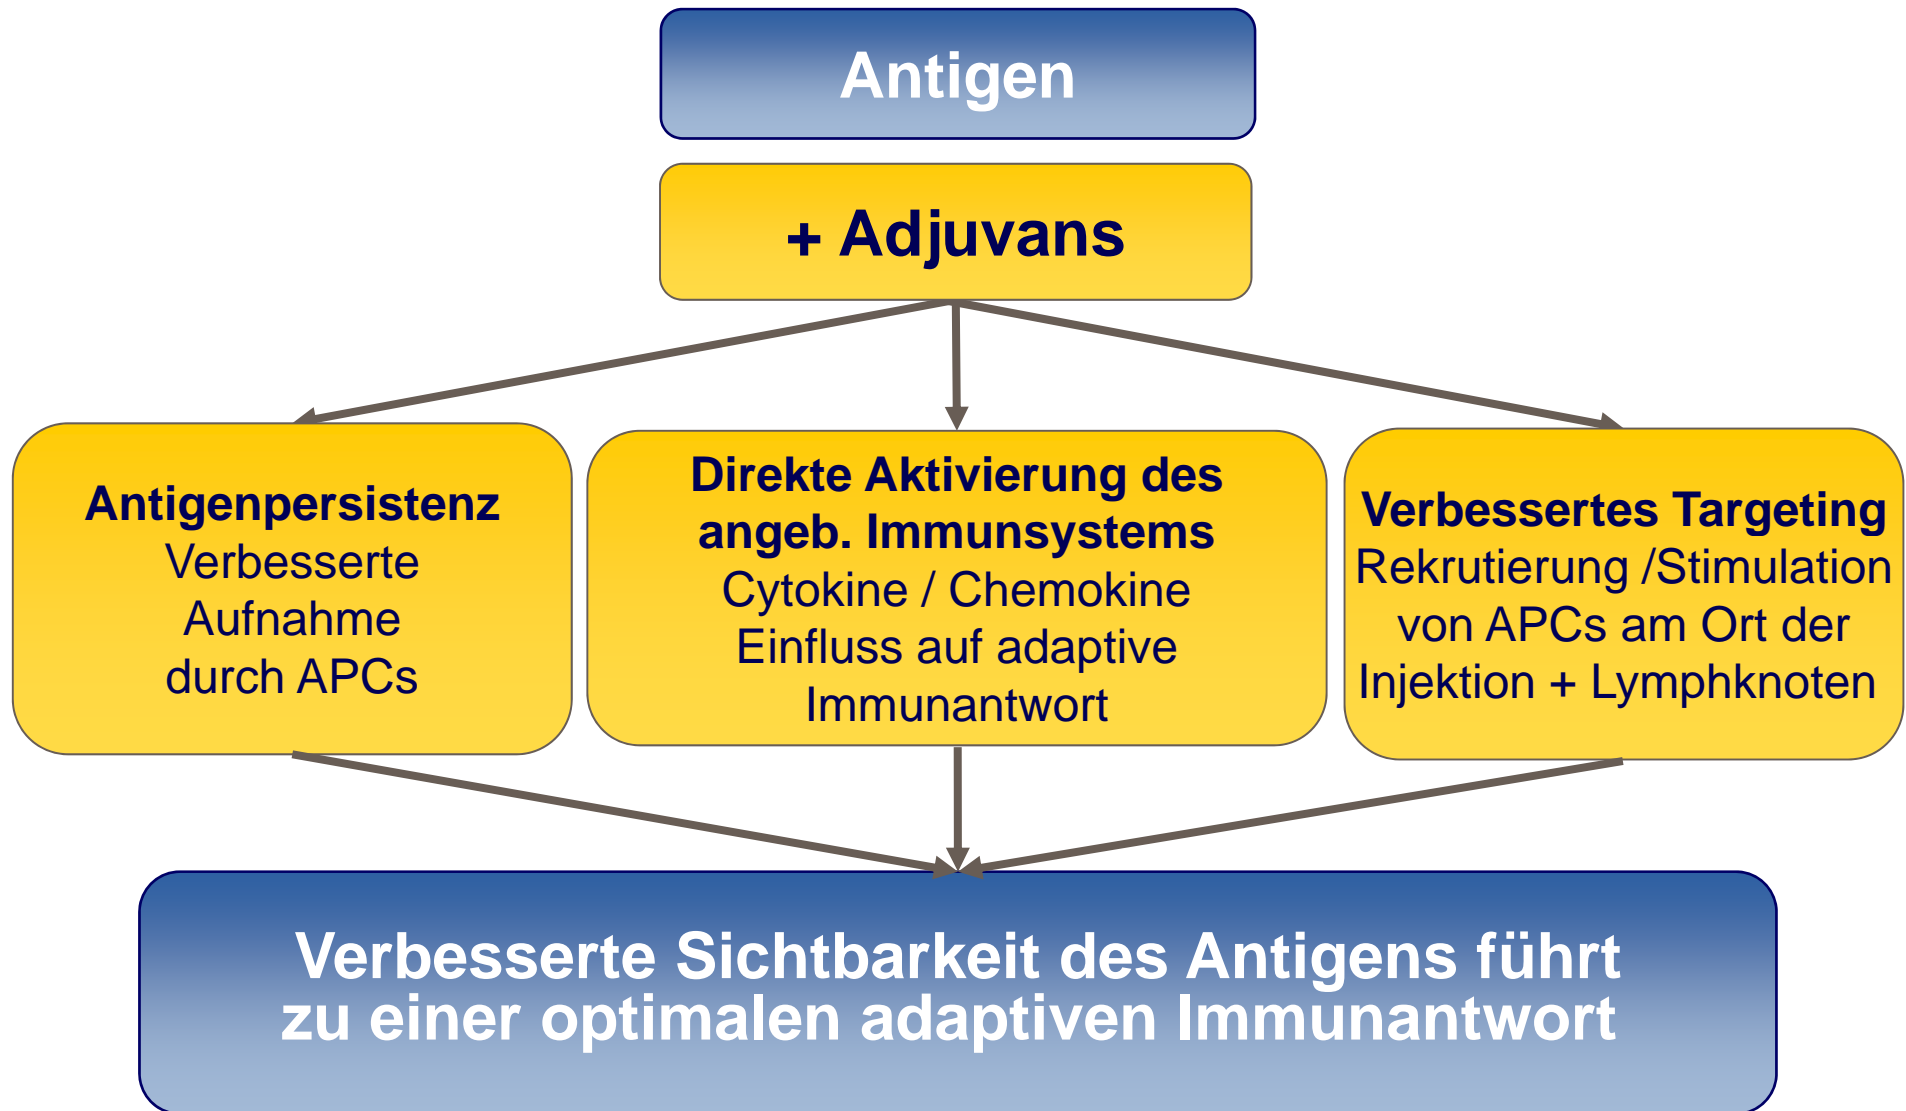 Antigen
+ Adjuvans
Antigenpersistenz
Verbesserte
Aufnahme
durch APCs
Direkte Aktivierung des
angeb. Immunsystems
Cytokine / Chemokine
Einfluss auf adaptive
Immunantwort
Verbessertes Targeting
Rekrutierung /Stimulation
von APCs am Ort der
Injektion + Lymphknoten
Verbesserte Sichtbarkeit des Antigens führt
zu einer optimalen adaptiven Immunantwort